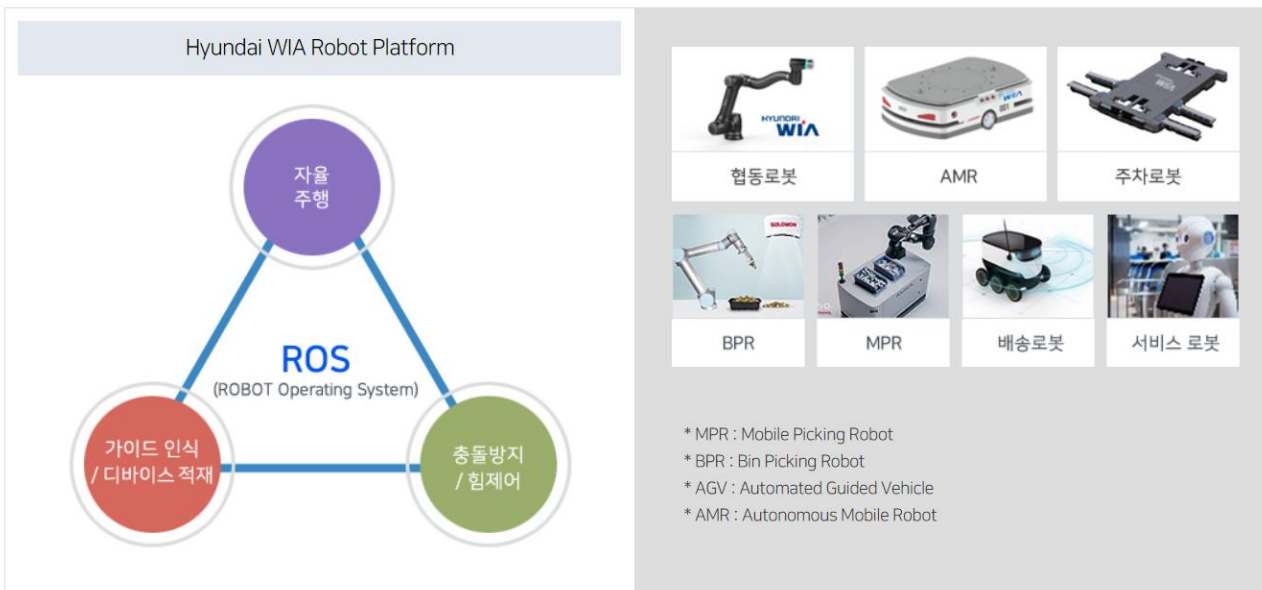 Hyundai WIA Robot Platform
자율
주행
ROS
(ROBOT Operating System)
가이드 인식
/ 디바이스 적재
충돌방지
/ 힘제어
HYUNDAI
WIA
WIA
001
협동로봇
AMR
주차로봇
SOLOMON
BPR
MPR
배송로봇
서비스 로봇
* MPR : Mobile Picking Robot
* BPR : Bin Picking Robot
* AGV : Automated Guided Vehicle
* AMR : Autonomous Mobile Robot